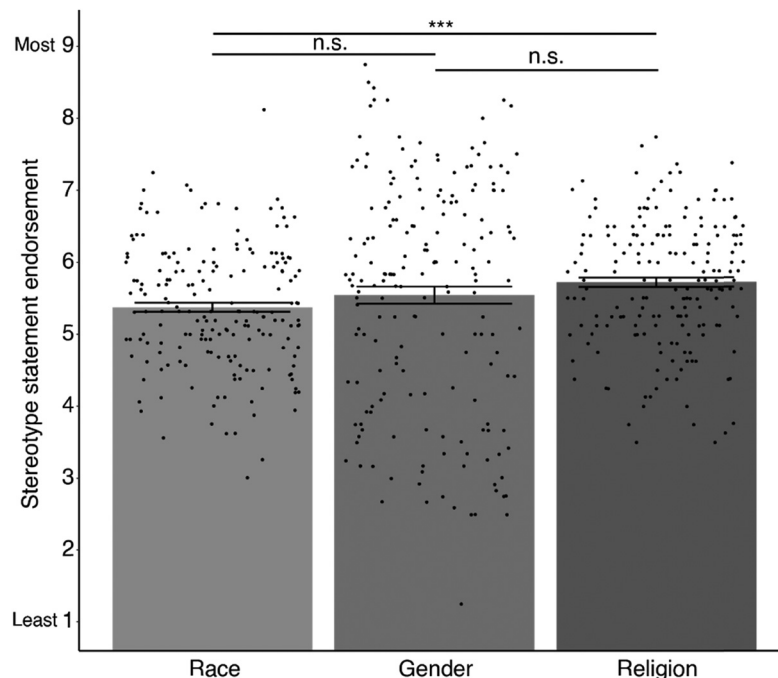 ***
n.s.
n.s.
Most 9
8
7
6
5
4
3
2
Least 1
Stereotype statement endorsement
Race Gender Religion